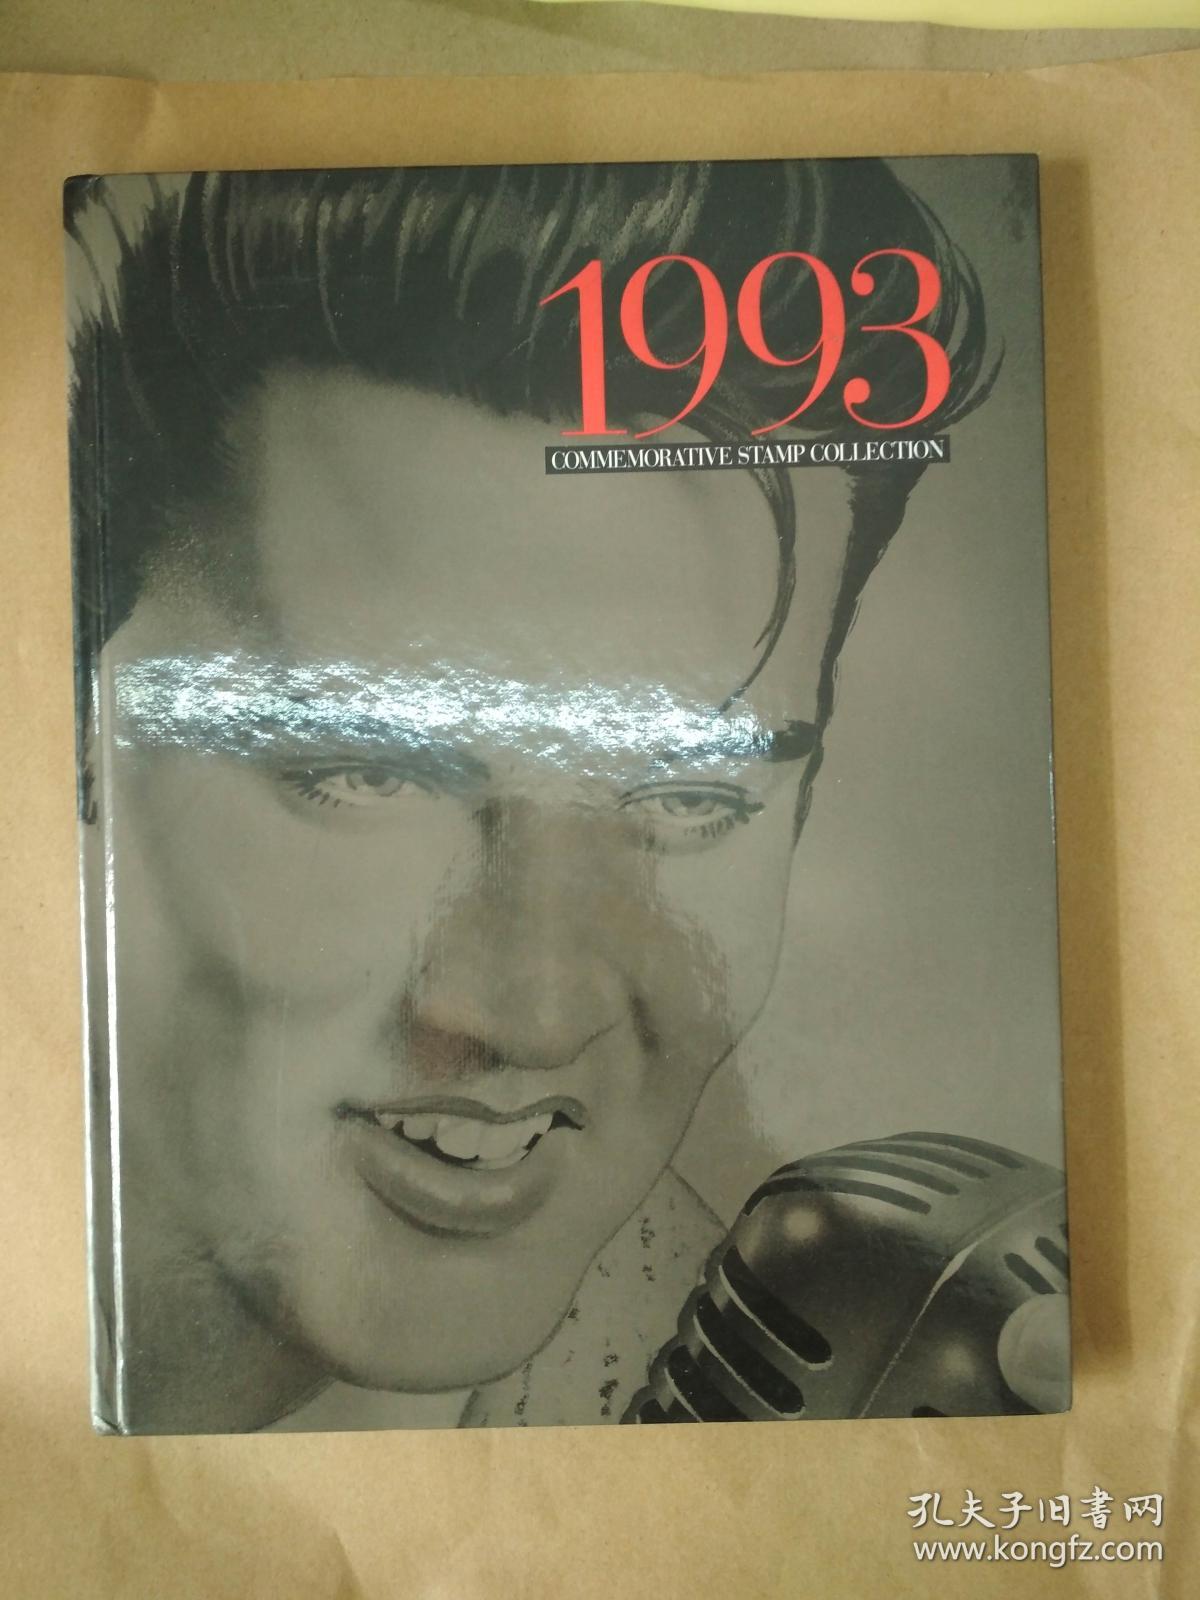 1993
COMMEMORATIVE STAMP COLLECTION
孔夫子旧书网
www.kongfz.com